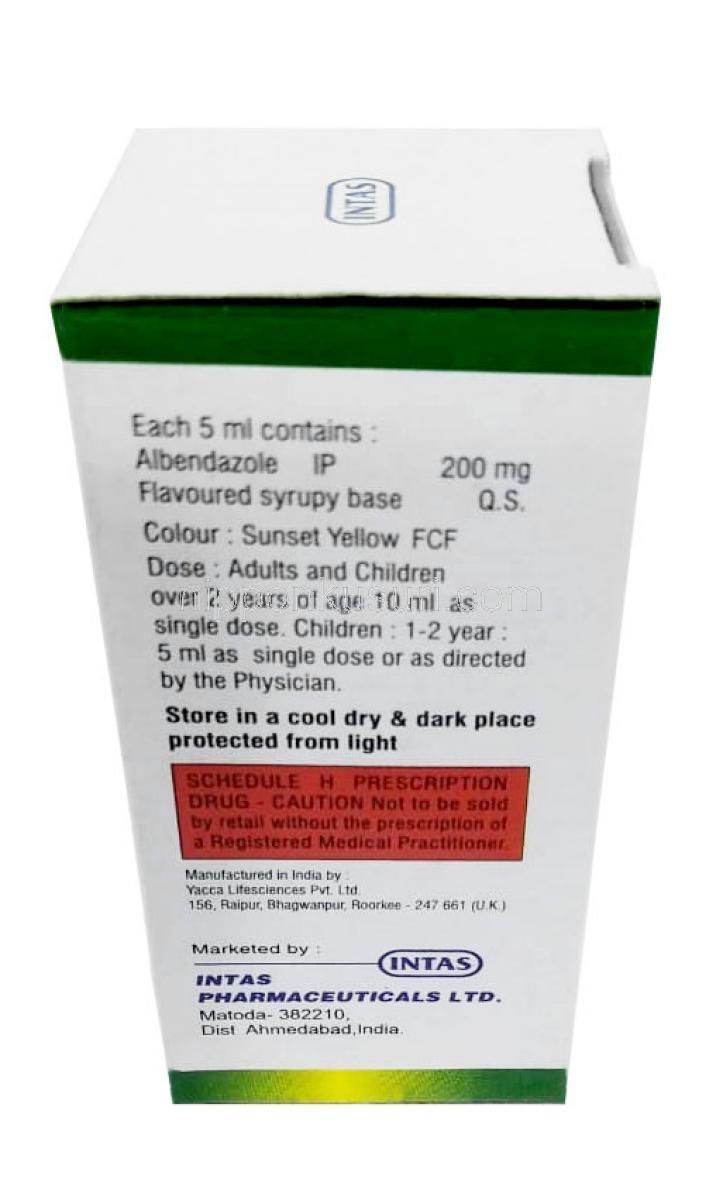 INTAS
Each 5 ml contains :
Albendazole IP 200 mg
Flavoured syrupy base Q.S.
Colour : Sunset Yellow FCF
Dose : Adults and Children
over 2 years of age 10 ml as
single dose. Children : 1-2 year :
5 ml as single dose or as directed
by the Physician.
Store in a cool dry & dark place
protected from light
SCHEDULE H PRESCRIPTION
DRUG - CAUTION Not to be sold
by retail without the prescription of
a Registered Medical Practitioner.
Manufactured in India by :
Yacca Lifesciences Pvt. Ltd.
156, Raipur, Bhagwanpur, Roorkee - 247 661 (U.K.)
Marketed by :
INTAS
INTAS
PHARMACEUTICALS LTD.
Matoda- 382210,
Dist Ahmedabad,India.